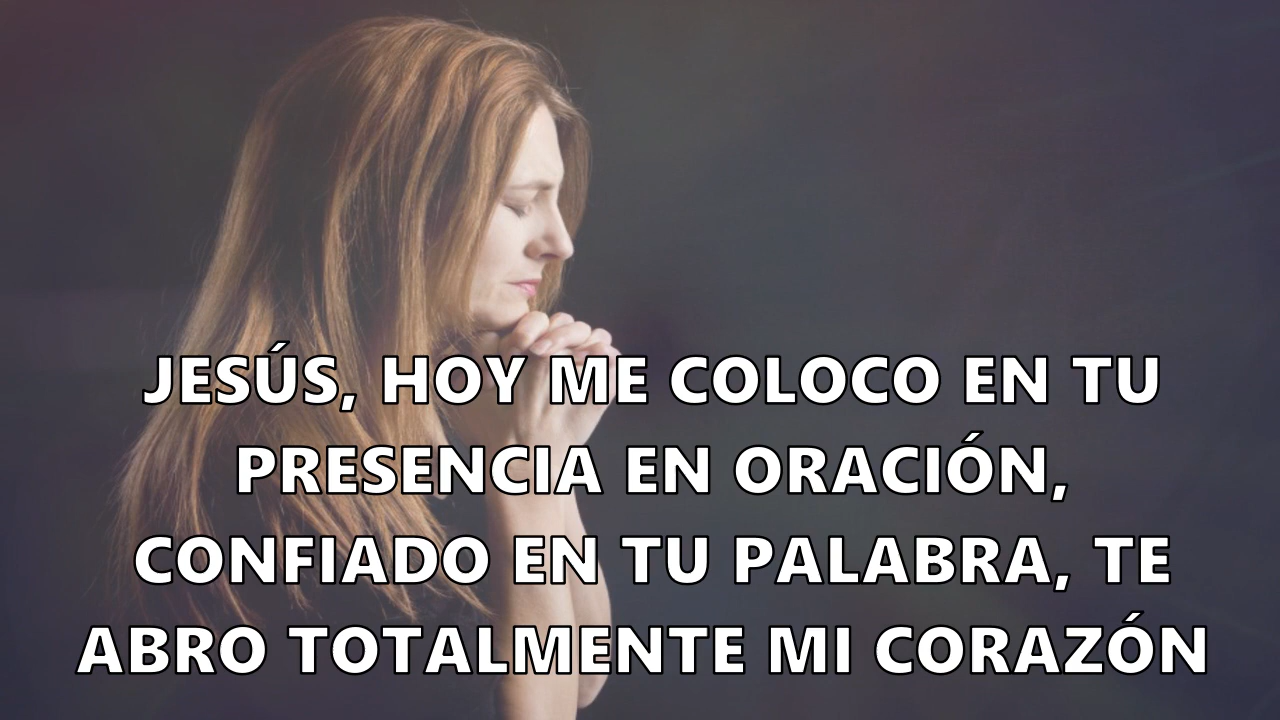 JESÚS, HOY ME COLOCO EN TU
PRESENCIA EN ORACIÓN,
CONFIADO EN TU PALABRA, TE
ABRO TOTALMENTE MI CORAZÓN